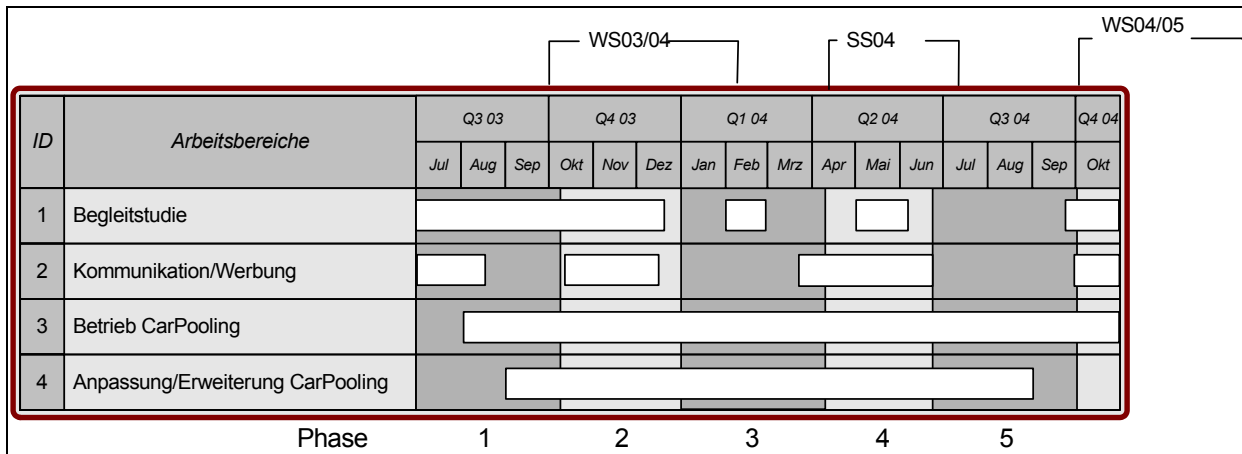 WS03/04 SS04 WS04/05
ID Arbeitsbereiche Q3 03 Q4 03 Q1 04 Q2 04 Q3 04 Q4 04
Jul Aug Sep Okt Nov Dez Jan Feb Mrz Apr Mai Jun Jul Aug Sep Okt
1 Begleitstudie
2 Kommunikation/Werbung
3 Betrieb CarPooling
4 Anpassung/Erweiterung CarPooling
Phase 1 2 3 4 5